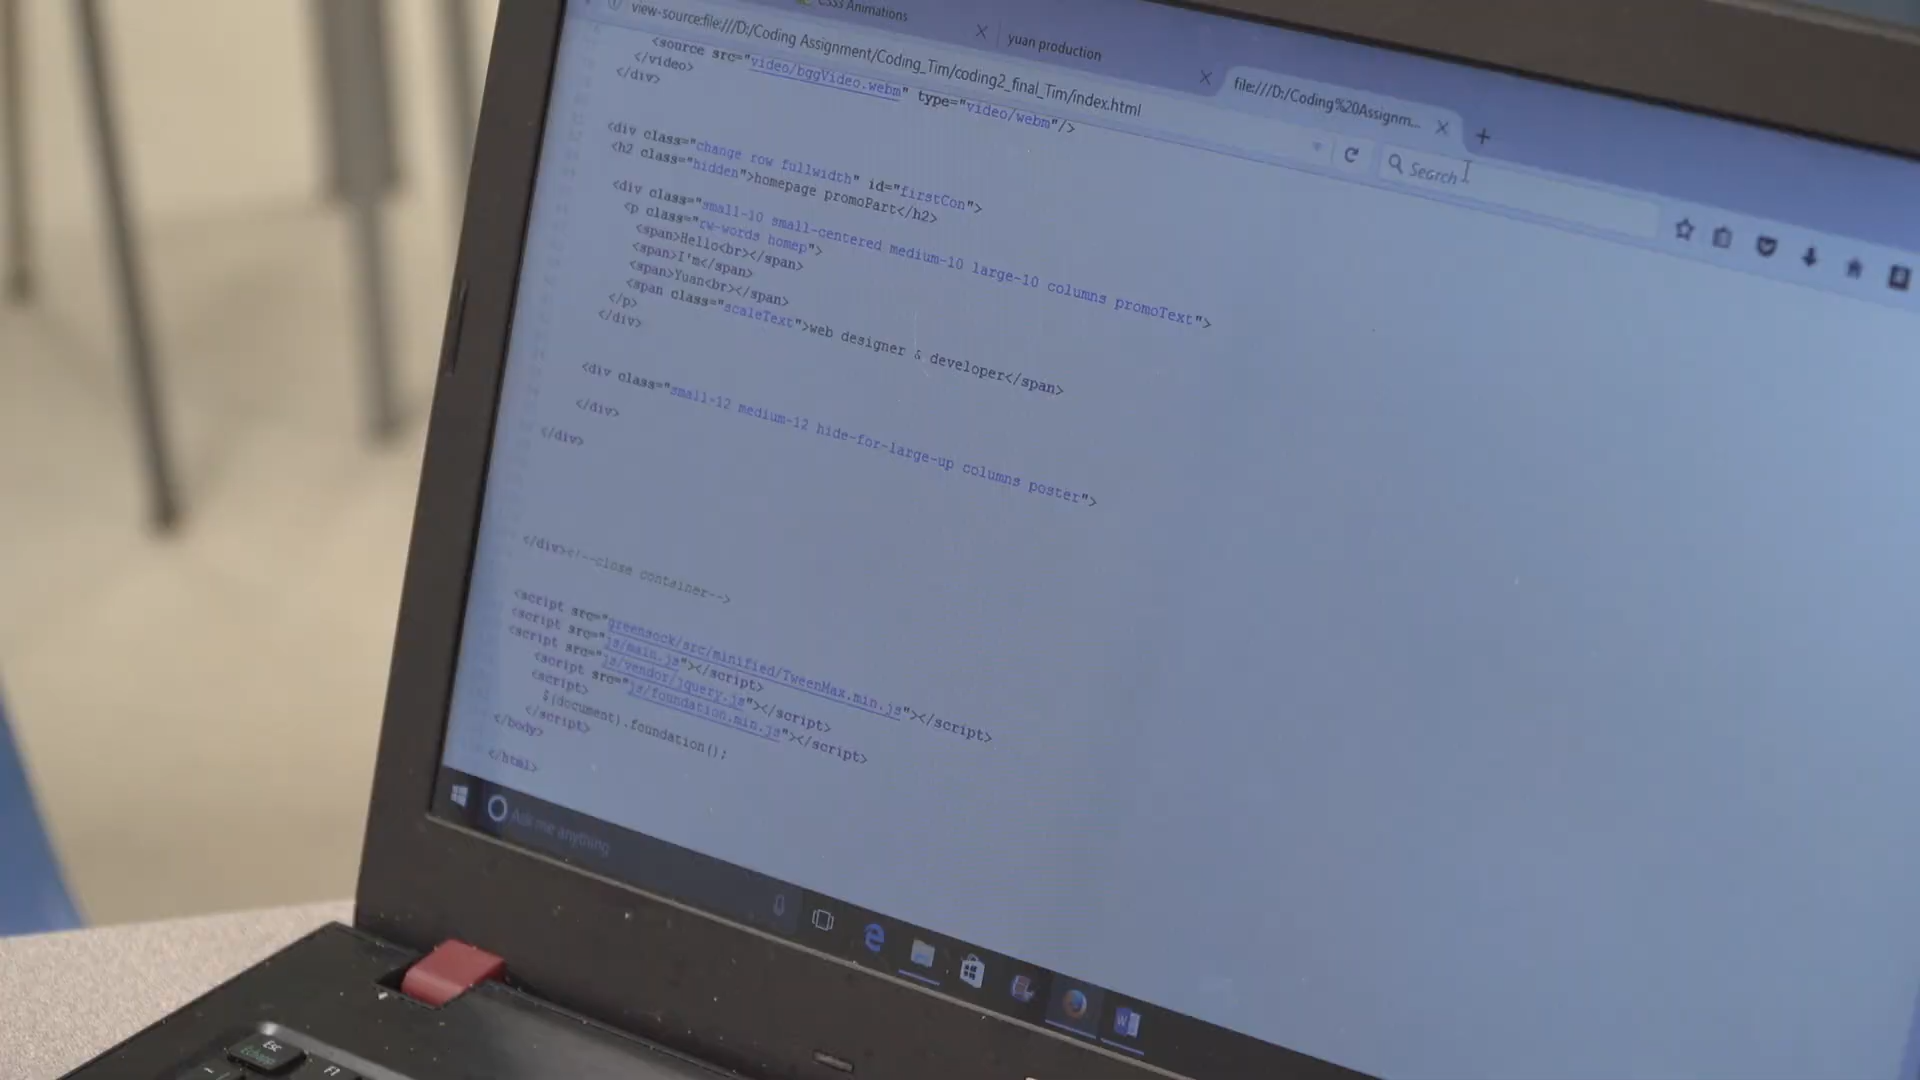 CSS3 Animations
yuan production
file:///D:/Coding%20Assignm...
view-source:file:///D:/Coding Assignment/Coding_Tim/coding2_final_Tim/index.html
Search
<source src="video/bggVideo.webm" type="video/webm"/>
</video>
</div>
<div class="change row fullwidth" id="firstCon">
<h2 class="hidden">homepage promoPart</h2>
<div class="small-10 small-centered medium-10 large-10 columns promoText">
<p class="rw-words homep">
<span>Hello<br></span>
<span>I'm</span>
<span>Yuan<br></span>
<span class="scaleText">web designer & developer</span>
</p>
</div>
<div class="small-12 medium-12 hide-for-large-up columns poster">
</div>
</div>
</div><!--close container-->
<script src="greensock/src/minified/TweenMax.min.js"></script>
<script src="js/main.js"></script>
<script src="js/vendor/jquery.js"></script>
<script src="js/foundation.min.js"></script>
<script>
$(document).foundation();
</script>
</body>
</html>
Ask me anything
Esc
Échapp
F1